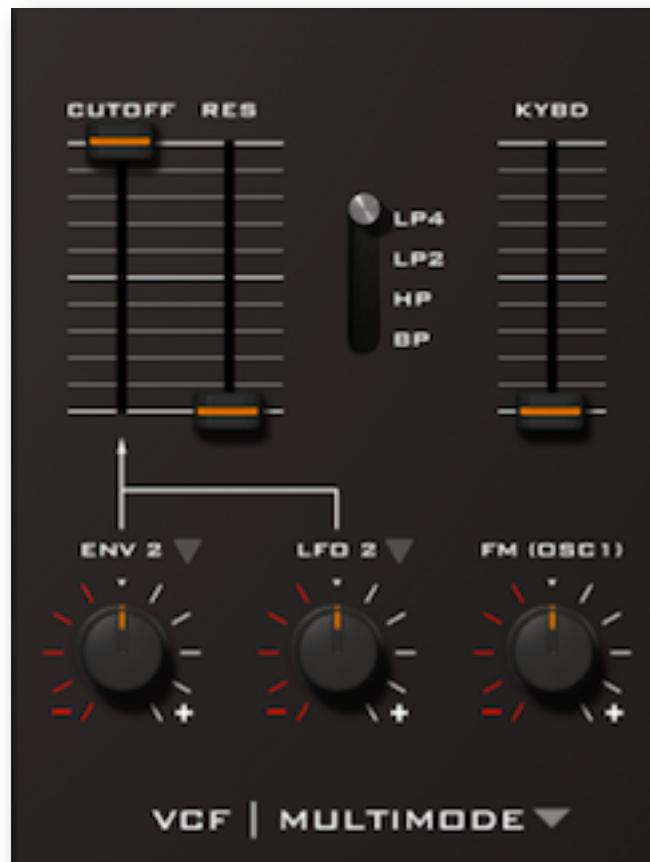 CUTOFF RES KYBD
LP4
LP2
HP
BP
ENV 2 LFO 2 FM (OSC1)
- + - + - +
VCF | MULTIMODE